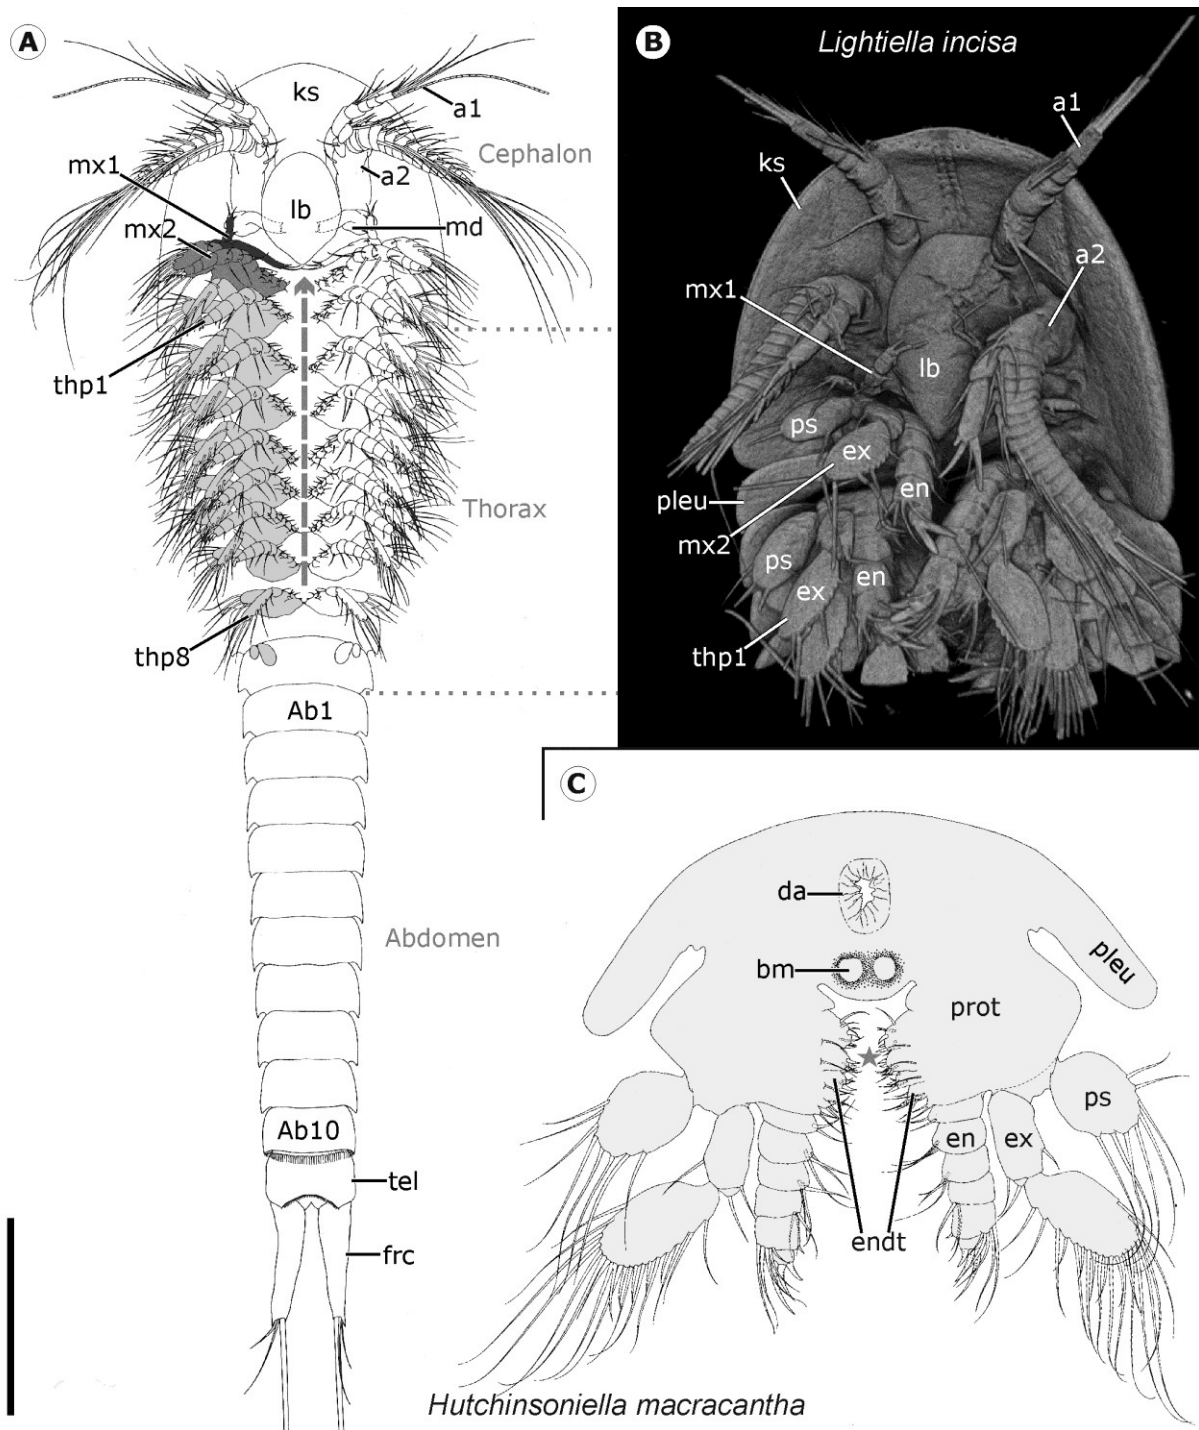 A
ks
a1
Cephalon
mx1
a2
mx2
lb
md
thp1
Thorax
thp8
Ab1
Abdomen
Ab10
tel
frc
B
Lightiella incisa
a1
ks
a2
mx1
lb
ps
ex
en
pleu
mx2
ps
ex
en
thp1
C
da
pleu
bm
prot
ps
en
ex
endt
Hutchinsoniella macracantha